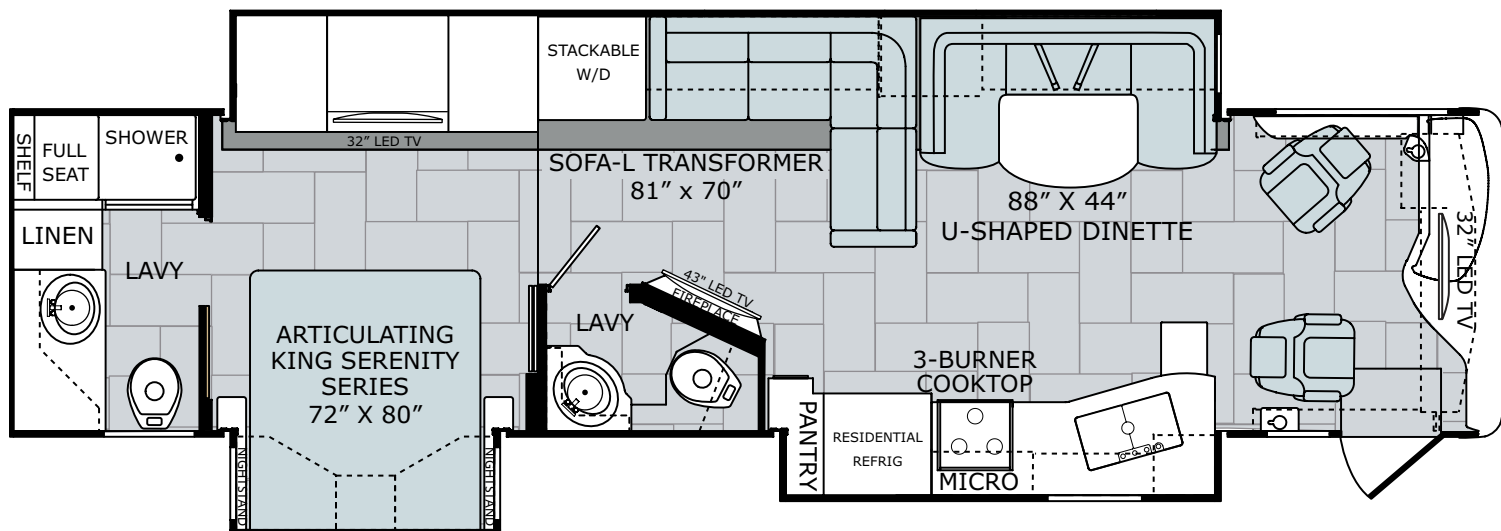 STACKABLE
W/D
SHELF
FULL
SEAT
SHOWER
32” LED TV
SOFA-L TRANSFORMER
81” x 70”
88” X 44”
U-SHAPED DINETTE
32” LED TV
LINEN
LAVY
43" LED TV
FIREPLACE
LAVY
ARTICULATING
KING SERENITY
SERIES
72” X 80”
3-BURNER
COOKTOP
PANTRY
RESIDENTIAL
REFRIG
MICRO
NIGHTSTAND
NIGHTSTAND